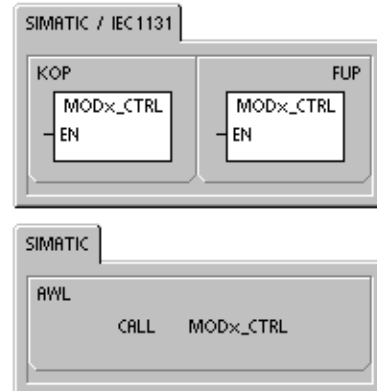 SIMATIC / IEC1131
KOP FUP
MODx_CTRL MODx_CTRL
EN EN
SIMATIC
AWL
CALL MODx_CTRL